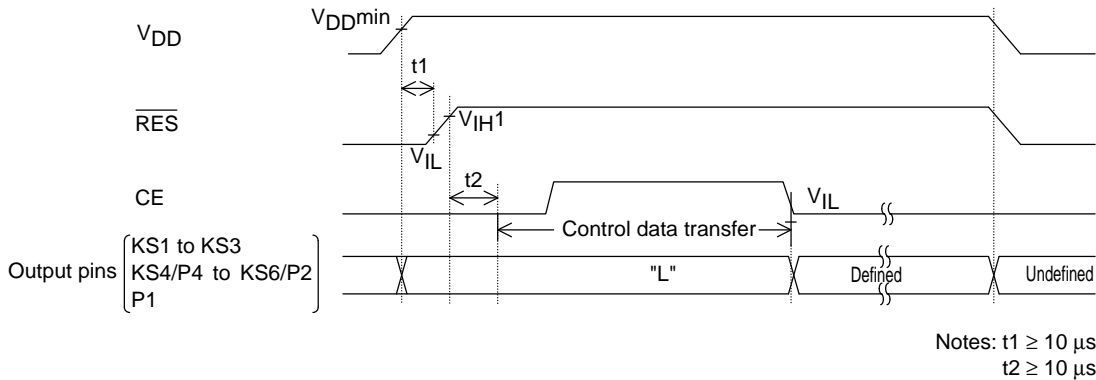 VDD
VDDmin
t1
RES
VIH1
VIL
t2
CE
VIL
Control data transfer
Output pins
KS1 to KS3
KS4/P4 to KS6/P2
P1
"L"
Defined
Undefined
Notes: t1 ≥ 10 μs
t2 ≥ 10 μs